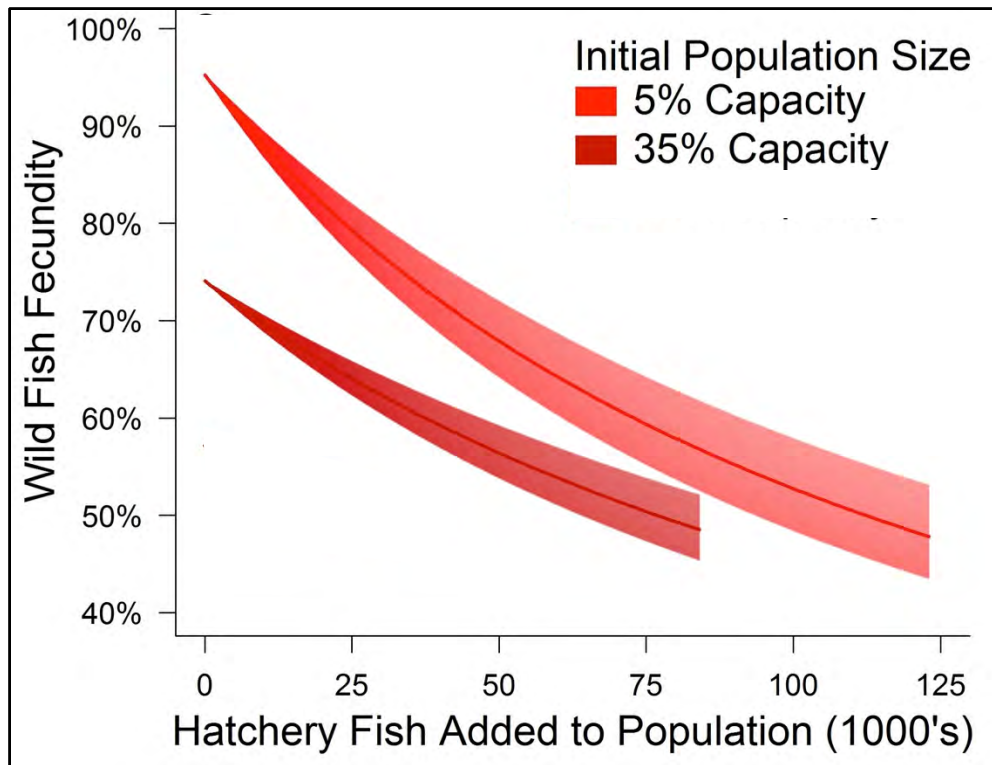 100%
90%
80%
70%
60%
50%
40%
Wild Fish Fecundity
Initial Population Size
5% Capacity
35% Capacity
0 25 50 75 100 125
Hatchery Fish Added to Population (1000's)